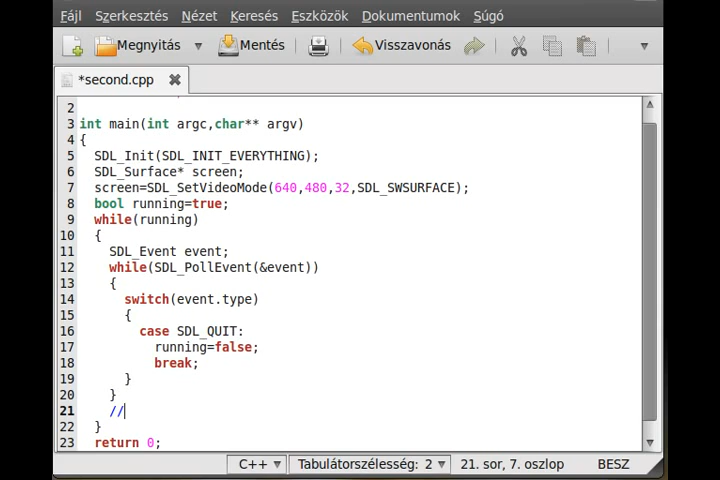 Fájl Szerkesztés Nézet Keresés Eszközök Dokumentumok Súgó
Megnyitás Mentés Visszavonás
*second.cpp
2
3 int main(int argc,char** argv)
4 {
5 SDL_Init(SDL_INIT_EVERYTHING);
6 SDL_Surface* screen;
7 screen=SDL_SetVideoMode(640,480,32,SDL_SWSURFACE);
8 bool running=true;
9 while(running)
10 {
11 SDL_Event event;
12 while(SDL_PollEvent(&event))
13 {
14 switch(event.type)
15 {
16 case SDL_QUIT:
17 running=false;
18 break;
19 }
20 }
21 //
22 }
23 return 0;
C++ Tabulátorszélesség: 2 21. sor, 7. oszlop BESZ